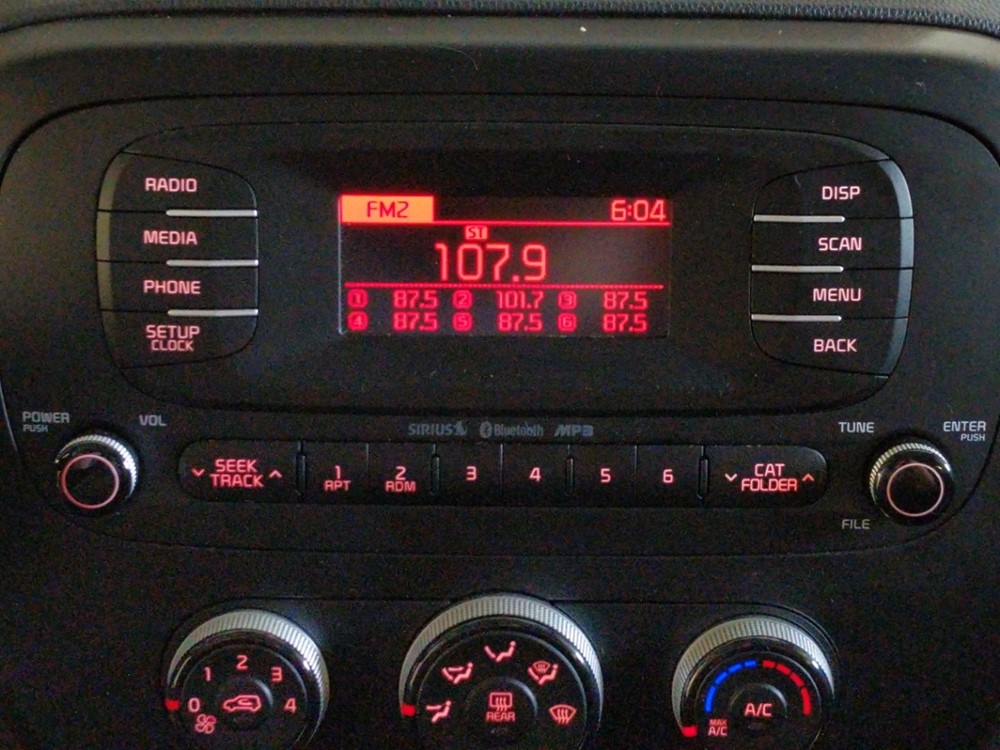 RADIO
MEDIA
PHONE
SETUP
CLOCK
FM2 6:04
ST
107.9
1 87.5 2 101.7 3 87.5
4 87.5 5 87.5 6 87.5
DISP
SCAN
MENU
BACK
POWER
PUSH
VOL
SIRIUS Bluetooth MP3
TUNE
ENTER
PUSH
SEEK
TRACK
1
RPT
2
RDM
3
4
5
6
CAT
FOLDER
FILE
0 1 2 3 4
REAR
A/C
MAX
A/C